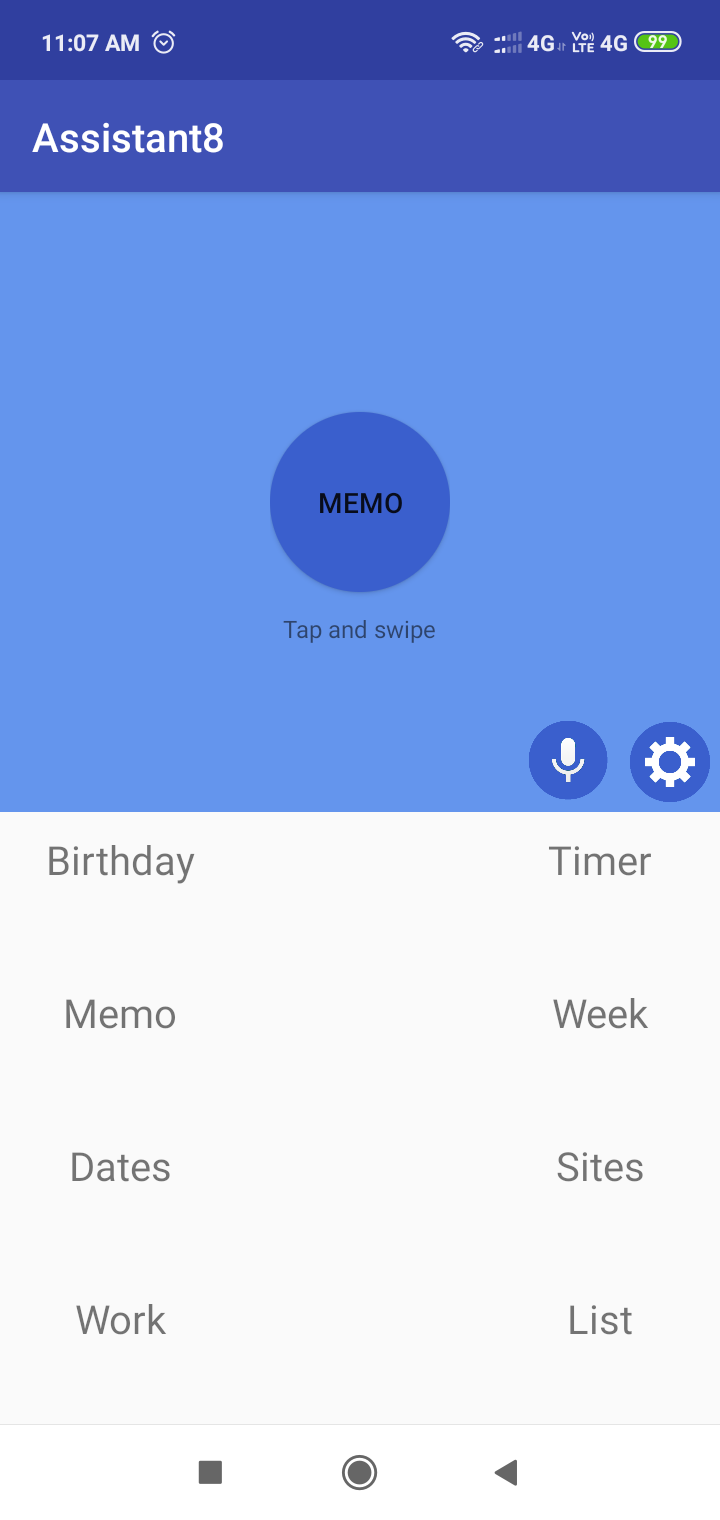 11:07 AM 4G Vo) LTE 4G 99
Assistant8
MEMO
Tap and swipe
Birthday Timer
Memo Week
Dates Sites
Work List